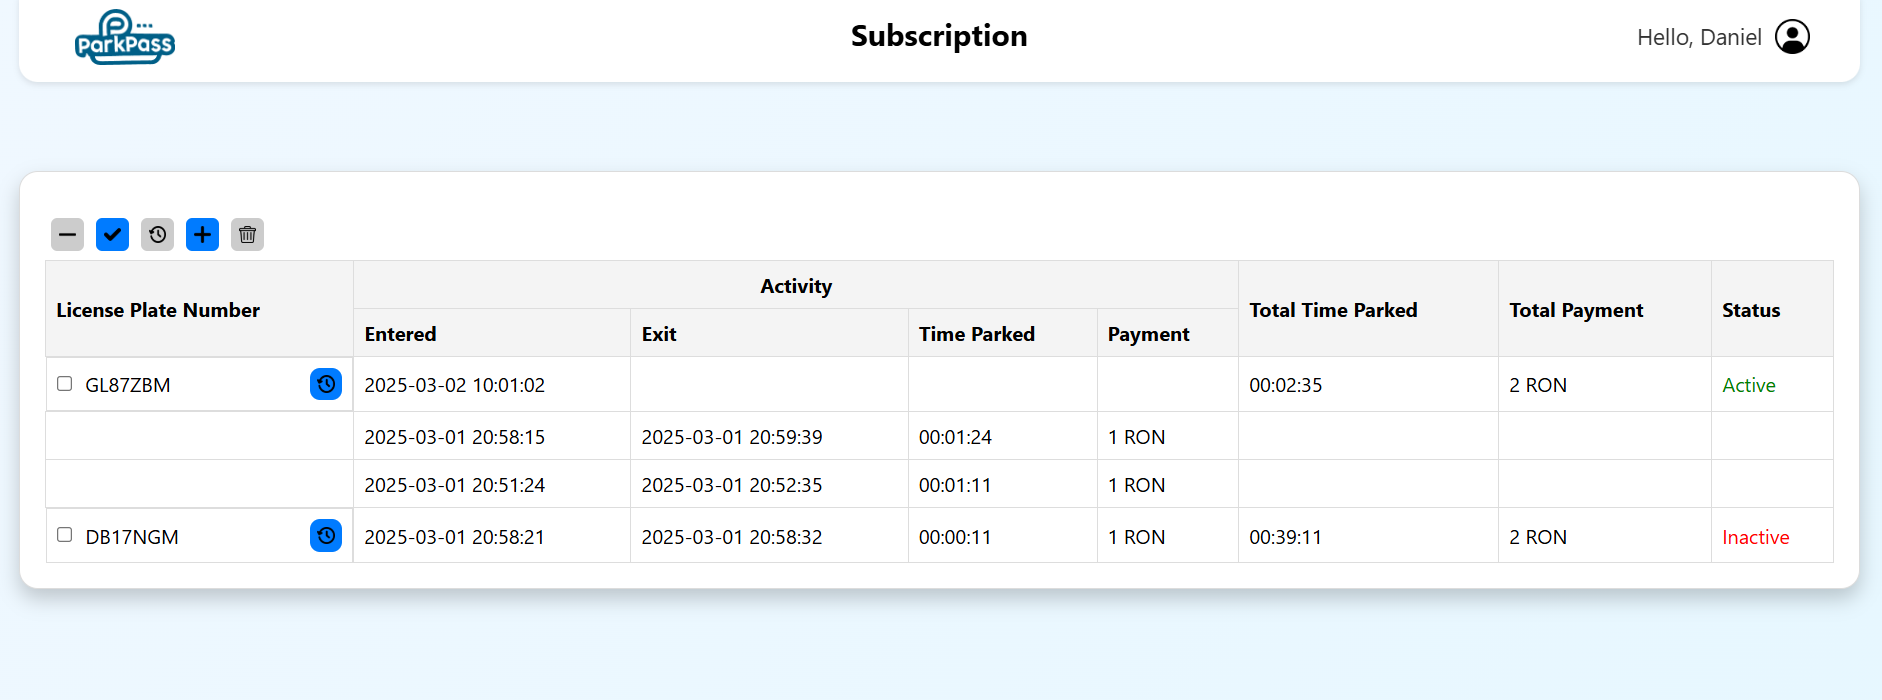 ParkPass
Subscription
Hello, Daniel
License Plate Number
Activity
Entered
Exit
Time Parked
Payment
Total Time Parked
Total Payment
Status
GL87ZBM 2025-03-02 10:01:02 00:02:35 2 RON Active
2025-03-01 20:58:15 2025-03-01 20:59:39 00:01:24 1 RON
2025-03-01 20:51:24 2025-03-01 20:52:35 00:01:11 1 RON
DB17NGM 2025-03-01 20:58:21 2025-03-01 20:58:32 00:00:11 1 RON 00:39:11 2 RON Inactive